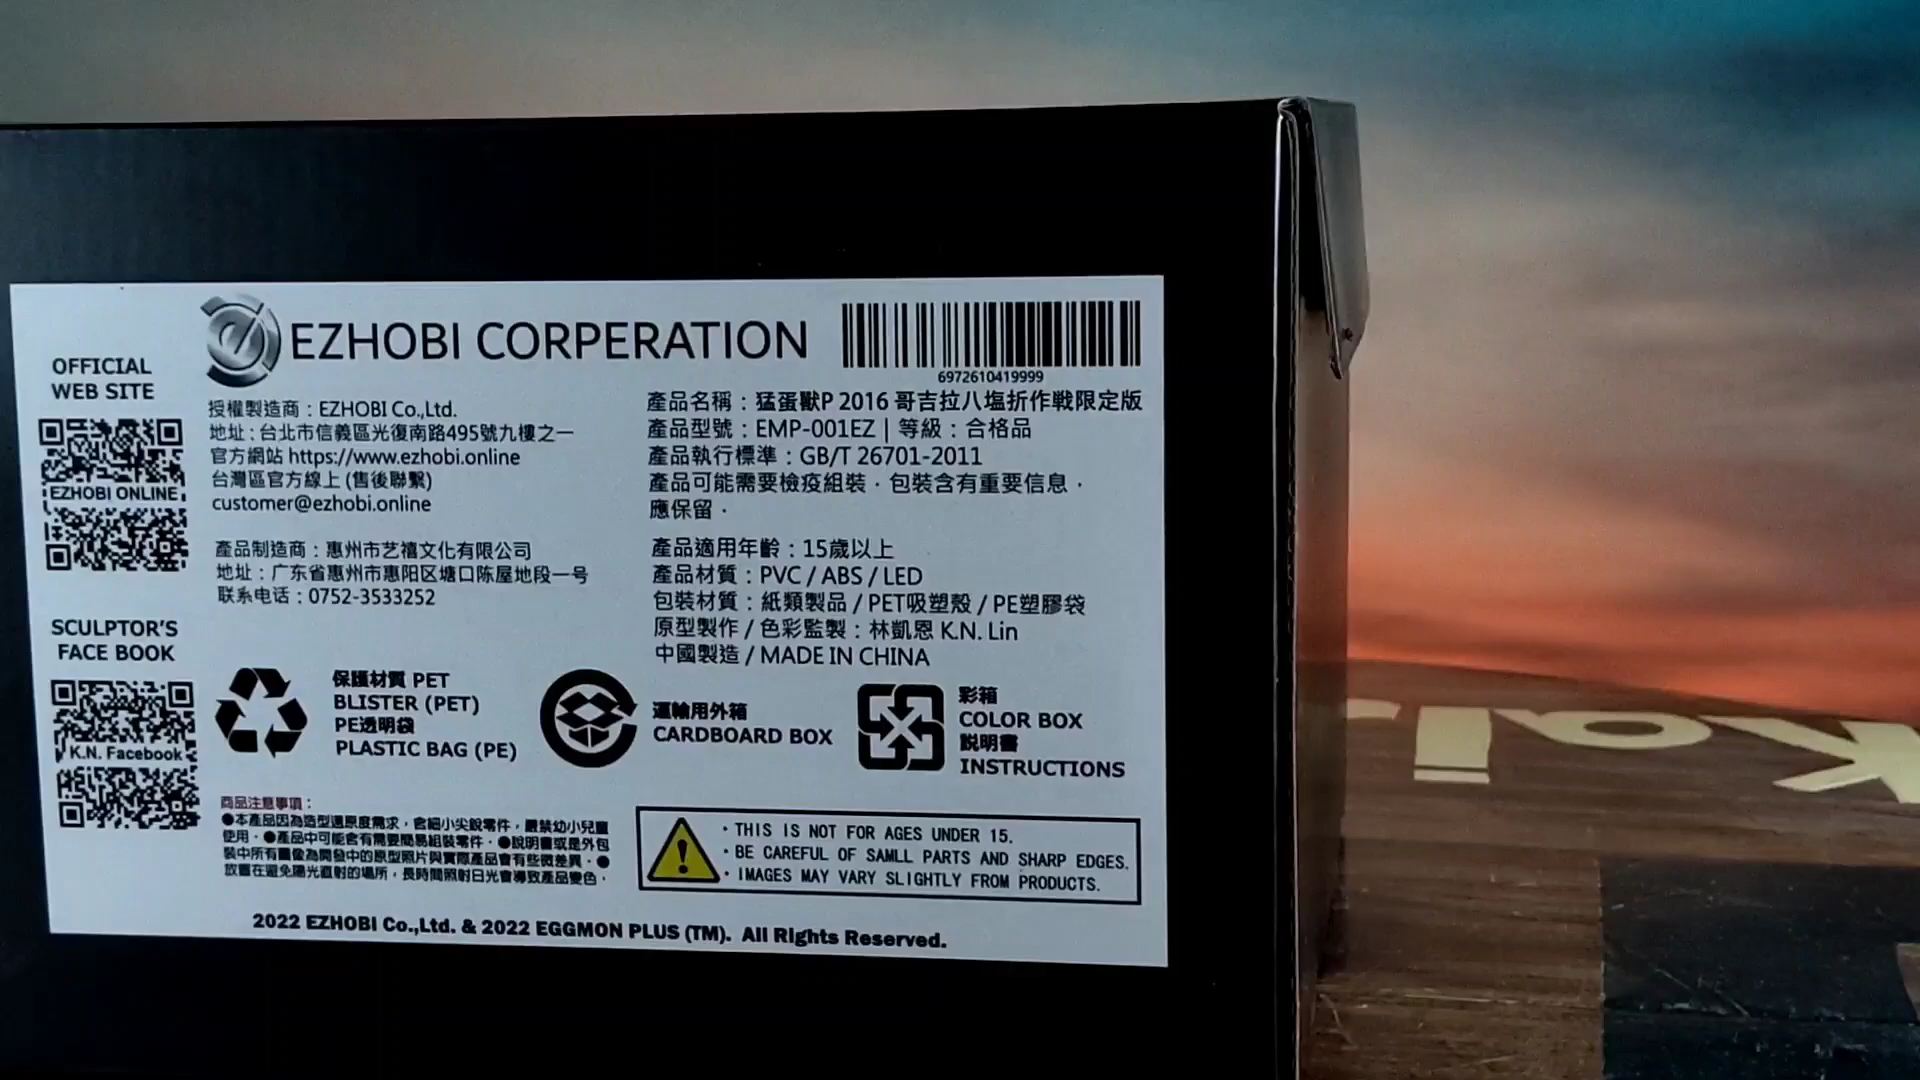 OFFICIAL
WEB SITE
EZHOBI ONLINE
SCULPTOR'S
FACE BOOK
K.N. Facebook
EZHOBI CORPERATION
授權製造商：EZHOBI Co.,Ltd.
地址：台北市信義區光復南路495號九樓之一
官方網站 https://www.ezhobi.online
台灣區官方線上 (售後聯繫)
customer@ezhobi.online
產品制造商：惠州市艺禧文化有限公司
地址：广东省惠州市惠阳区塘口陈屋地段一号
联系电话：0752-3533252
6972610419999
產品名稱：猛蛋獸P 2016 哥吉拉八塩折作戰限定版
產品型號：EMP-001EZ | 等級：合格品
產品執行標準：GB/T 26701-2011
產品可能需要檢疫組裝．包裝含有重要信息．
應保留．
產品適用年齡：15歲以上
產品材質：PVC / ABS / LED
包裝材質：紙類製品 / PET吸塑殼 / PE塑膠袋
原型製作 / 色彩監製：林凱恩 K.N. Lin
中國製造 / MADE IN CHINA
保護材質 PET
BLISTER (PET)
PE透明袋
PLASTIC BAG (PE)
運輸用外箱
CARDBOARD BOX
彩箱
COLOR BOX
說明書
INSTRUCTIONS
商品注意事項：
●本產品因為造型還原度需求，含細小尖銳零件，嚴禁幼小兒童
使用．●產品中可能含有需要簡易組裝零件．●說明書或是外包
裝中所有圖像為開發中的原型照片與實際產品會有些微差異．●
放置在避免陽光直射的場所，長時間照射日光會導致產品變色．
・THIS IS NOT FOR AGES UNDER 15.
・BE CAREFUL OF SAMLL PARTS AND SHARP EDGES.
・IMAGES MAY VARY SLIGHTLY FROM PRODUCTS.
2022 EZHOBI Co.,Ltd. & 2022 EGGMON PLUS (TM). All Rights Reserved.